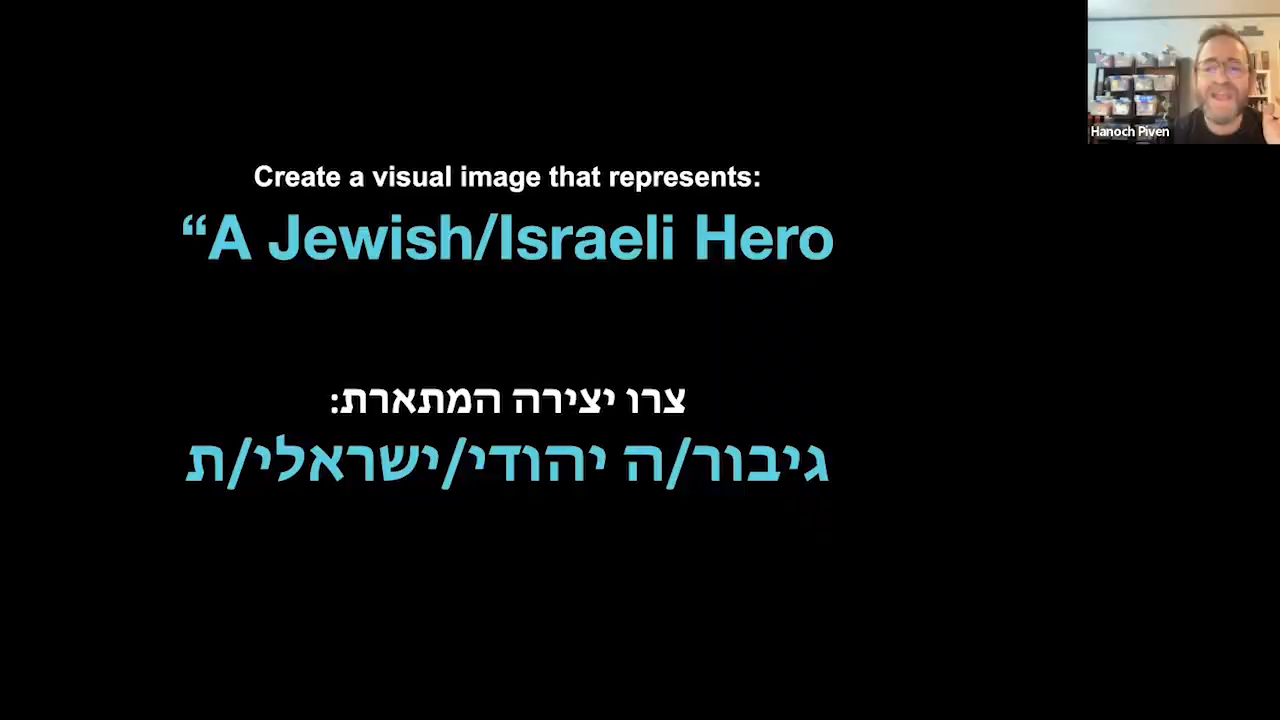 Create a visual image that represents:
“A Jewish/Israeli Hero
צרו יצירה המתארת:
גיבור/ה יהודי/ישראלי/ת
Hanoch Piven